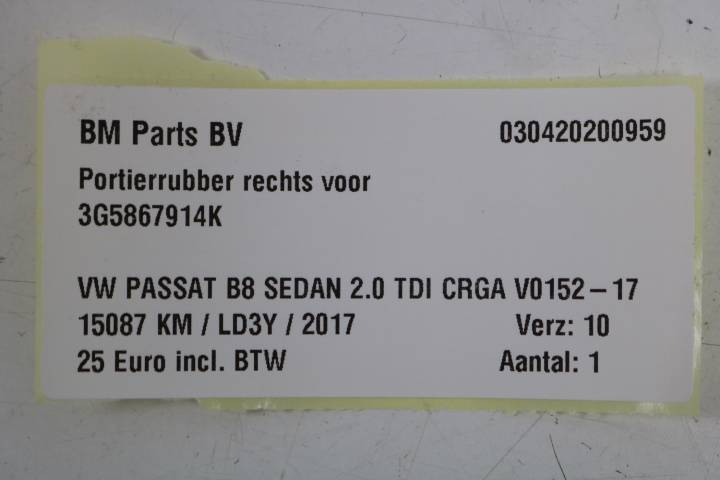 BM Parts BV 030420200959
Portierrubber rechts voor
3G5867914K
VW PASSAT B8 SEDAN 2.0 TDI CRGA V0152-17
15087 KM / LD3Y / 2017 Verz: 10
25 Euro incl. BTW Aantal: 1